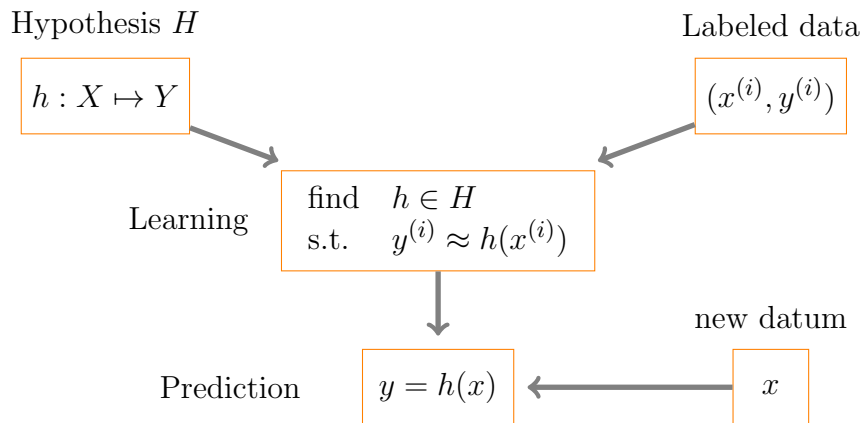 Hypothesis H
Labeled data
h : X ↦ Y
(x^{(i)}, y^{(i)})
Learning
find h ∈ H
s.t. y^{(i)} ≈ h(x^{(i)})
new datum
Prediction
y = h(x)
x